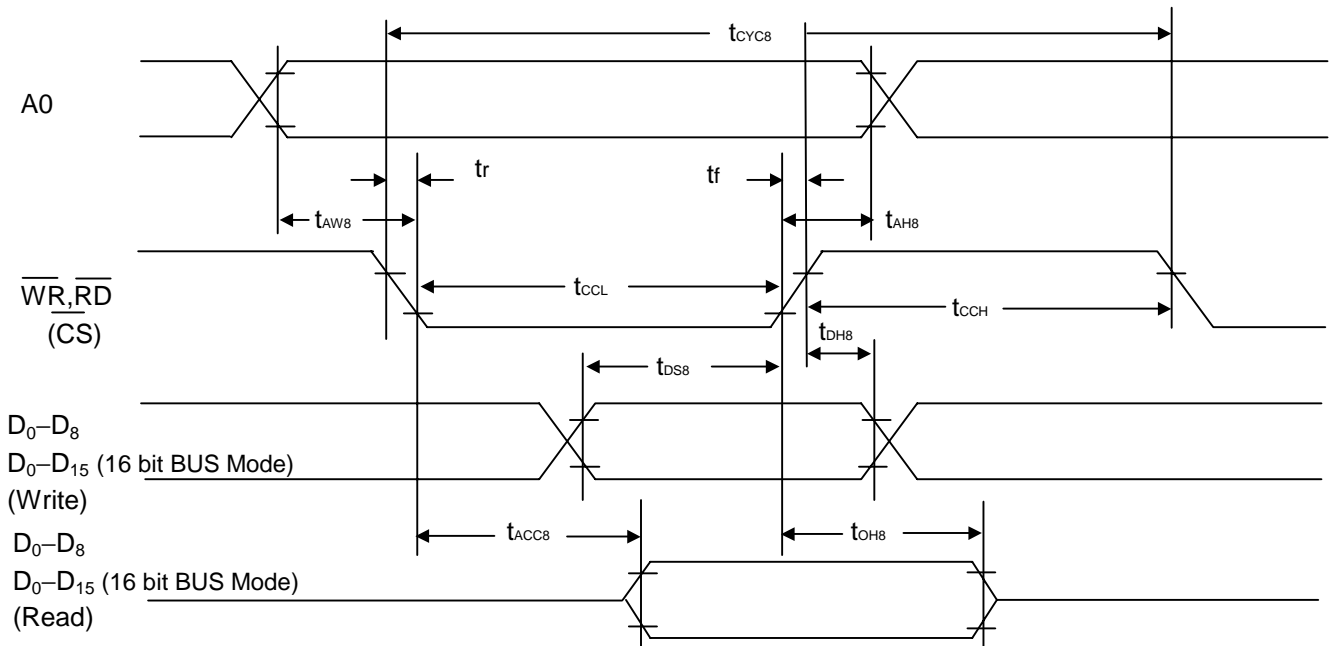 tCYC8
A0
tr
tf
tAW8
tAH8
WR,RD
(CS)
tCCL
tCCH
tDH8
tDS8
D0–D8
D0–D15 (16 bit BUS Mode)
(Write)
tACC8
tOH8
D0–D8
D0–D15 (16 bit BUS Mode)
(Read)